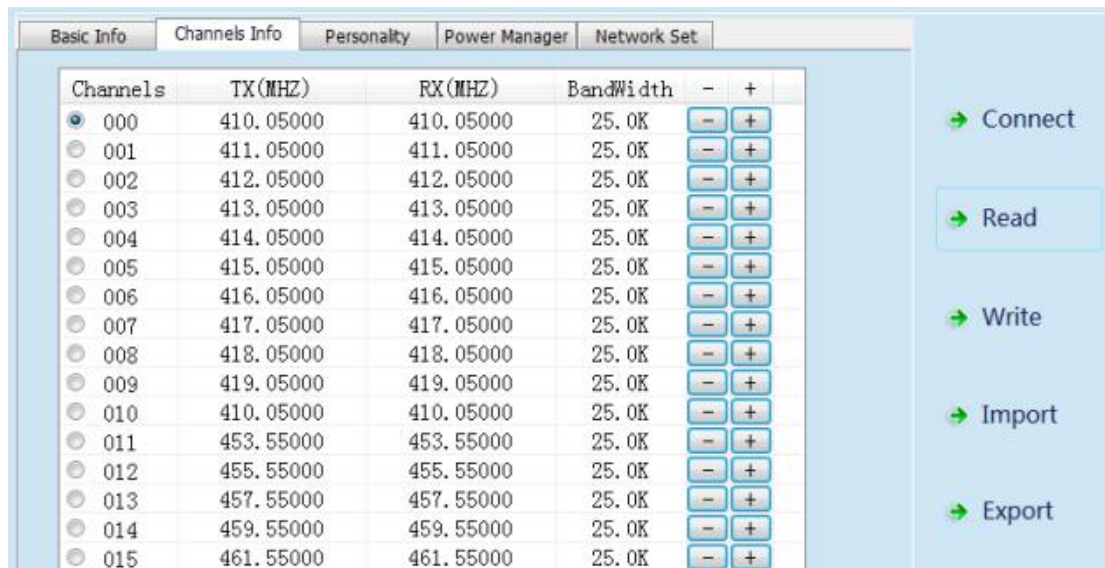 Basic Info Channels Info Personality Power Manager Network Set
Channels TX(MHZ) RX(MHZ) BandWidth - +
000 410.05000 410.05000 25.0K - +
001 411.05000 411.05000 25.0K - +
002 412.05000 412.05000 25.0K - +
003 413.05000 413.05000 25.0K - +
004 414.05000 414.05000 25.0K - +
005 415.05000 415.05000 25.0K - +
006 416.05000 416.05000 25.0K - +
007 417.05000 417.05000 25.0K - +
008 418.05000 418.05000 25.0K - +
009 419.05000 419.05000 25.0K - +
010 410.05000 410.05000 25.0K - +
011 453.55000 453.55000 25.0K - +
012 455.55000 455.55000 25.0K - +
013 457.55000 457.55000 25.0K - +
014 459.55000 459.55000 25.0K - +
015 461.55000 461.55000 25.0K - +
Connect
Read
Write
Import
Export